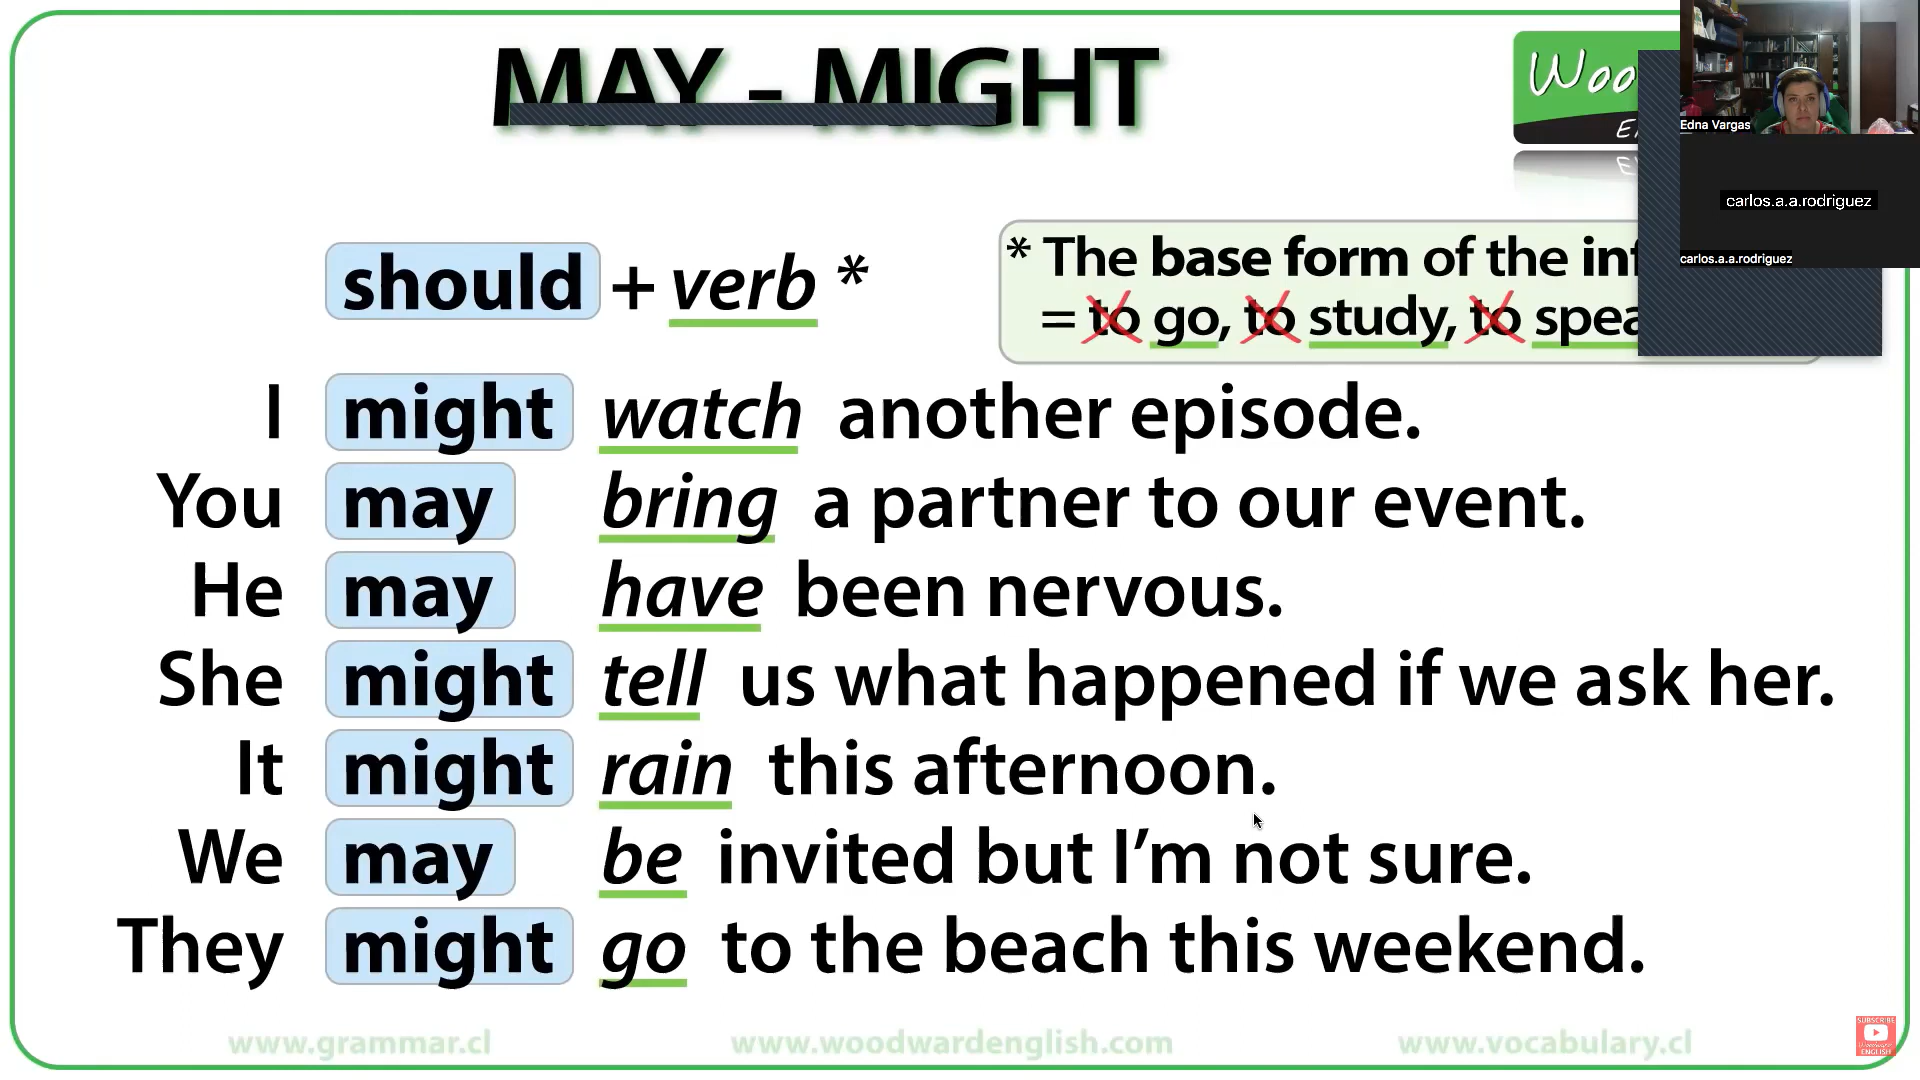 MAY - MIGHT
Woo
Edna Vargas
carlos.a.a.rodriguez
carlos.a.a.rodriguez
should + verb *
* The base form of the
= to go, to study, to
I might watch another episode.
You may bring a partner to our event.
He may have been nervous.
She might tell us what happened if we ask her.
It might rain this afternoon.
We may be invited but I'm not sure.
They might go to the beach this weekend.
www.grammar.cl www.woodwardenglish.com www.vocabulary.cl
SUBSCRIBE
Woodward
ENGLISH